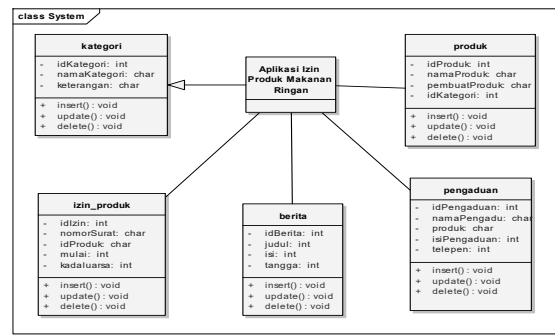 class System
kategori
- idKategori: int
- namaKategori: char
- keterangan: char
+ insert() : void
+ update() : void
+ delete() : void
Aplikasi Izin
Produk Makanan
Ringan
produk
- idProduk: int
- namaProduk: char
- pembuatProduk: char
- idKategori: int
+ insert() : void
+ update() : void
+ delete() : void
izin_produk
- idIzin: int
- nomorSurat: char
- idProduk: char
- mulai: int
- kadaluarsa: int
+ insert() : void
+ update() : void
+ delete() : void
berita
- idBerita: int
- judul: int
- isi: int
- tangga: int
+ insert() : void
+ update() : void
+ delete() : void
pengaduan
- idPengaduan: int
- namaPengadu: char
- produk: char
- isiPengaduan: int
- telepen: int
+ insert() : void
+ update() : void
+ delete() : void